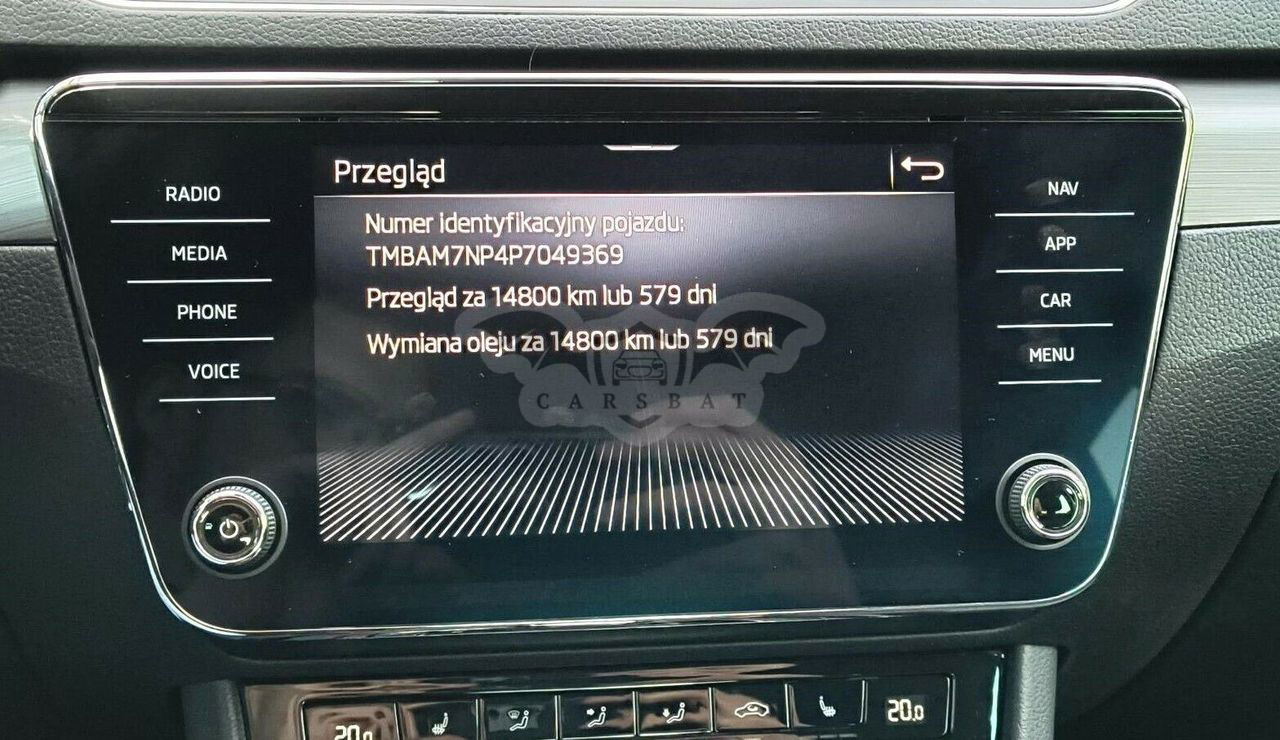 Przegląd
RADIO
MEDIA
PHONE
VOICE
Numer identyfikacyjny pojazdu:
TMBAM7NP4P7049369
Przegląd za 14800 km lub 579 dni
Wymiana oleju za 14800 km lub 579 dni
CARSBAT
NAV
APP
CAR
MENU
20.0
20.0